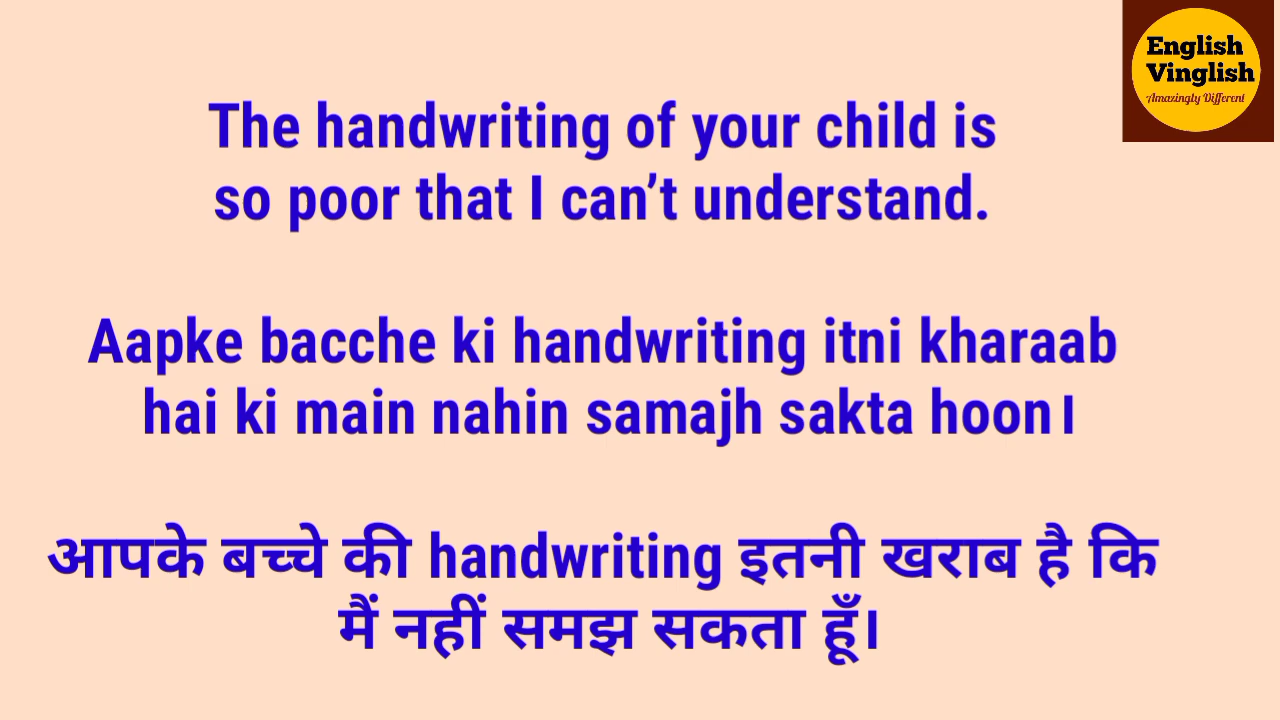 English
Vinglish
Amazingly Different
The handwriting of your child is
so poor that I can’t understand.
Aapke bacche ki handwriting itni kharaab
hai ki main nahin samajh sakta hoon।
आपके बच्चे की handwriting इतनी खराब है कि
मैं नहीं समझ सकता हूँ।